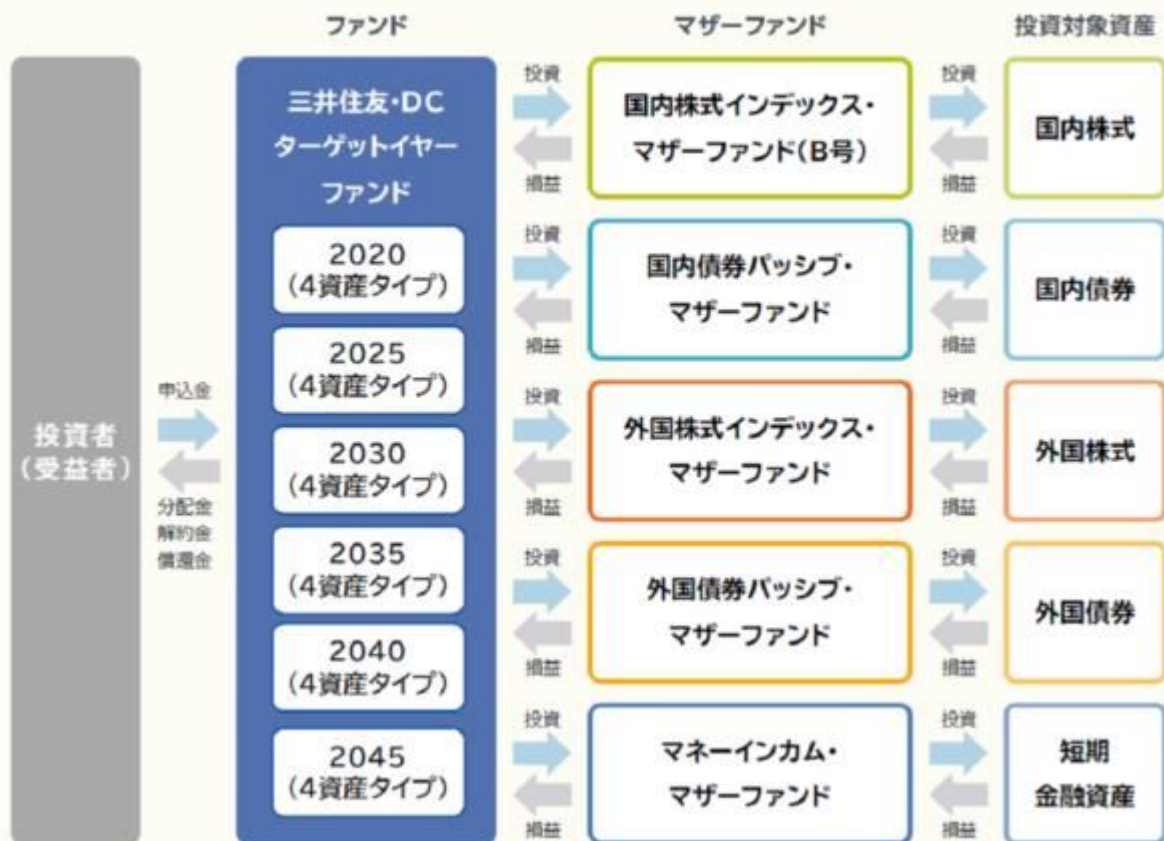 ファンド
マザーファンド
投資対象資産
投資者
(受益者)
申込金
分配金
解約金
償還金
三井住友・DC
ターゲットイヤー
ファンド
2020
(4資産タイプ)
2025
(4資産タイプ)
2030
(4資産タイプ)
2035
(4資産タイプ)
2040
(4資産タイプ)
2045
(4資産タイプ)
投資
損益
国内株式インデックス・
マザーファンド(B号)
投資
損益
国内株式
投資
損益
国内債券パッシブ・
マザーファンド
投資
損益
国内債券
投資
損益
外国株式インデックス・
マザーファンド
投資
損益
外国株式
投資
損益
外国債券パッシブ・
マザーファンド
投資
損益
外国債券
投資
損益
マネーインカム・
マザーファンド
投資
損益
短期
金融資産